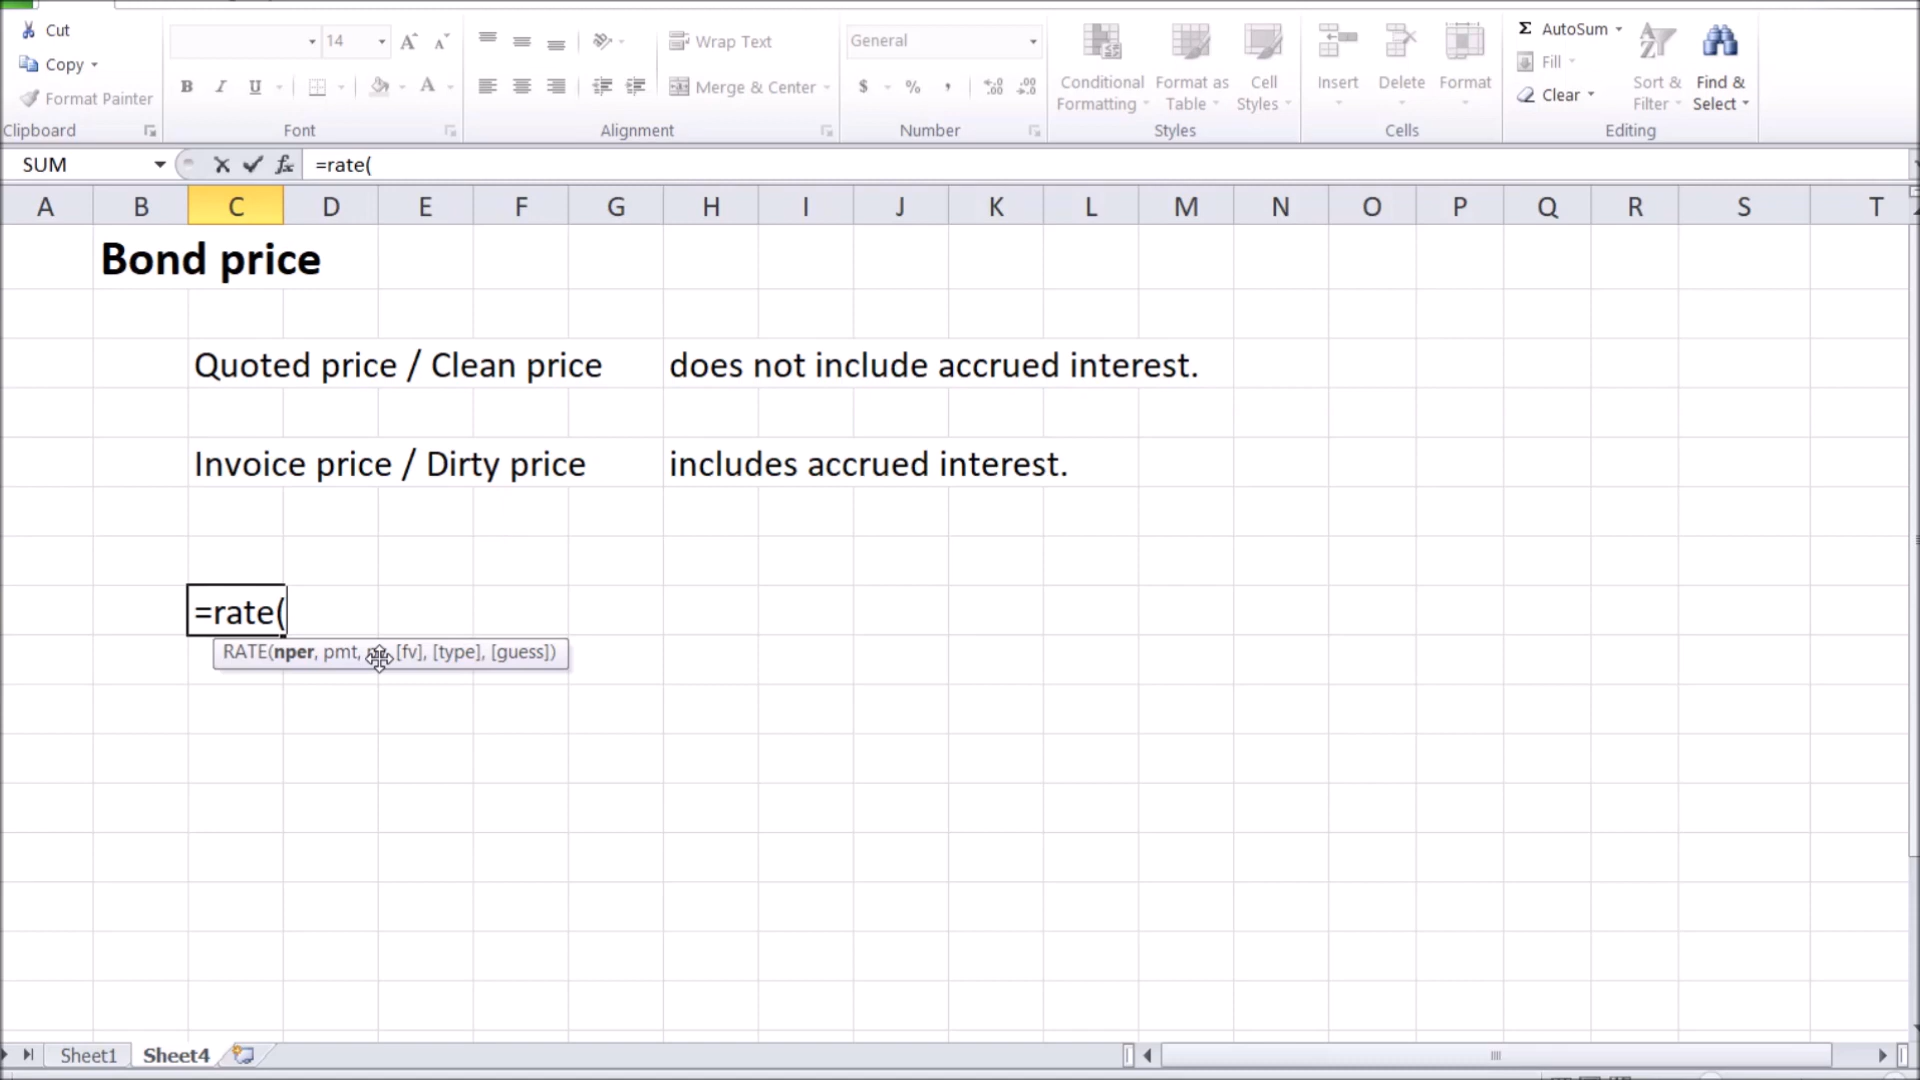 Cut
Copy
Format Painter
Clipboard
14
A A
B I U A
Font
Wrap Text
Merge & Center
Alignment
General
$ % ,
Number
Conditional Formatting
Format as Table
Cell Styles
Styles
Insert
Delete
Format
Cells
Σ AutoSum
Fill
Clear
Sort & Filter
Find & Select
Editing
SUM fx =rate(
A B C D E F G H I J K L M N O P Q R S T
Bond price
Quoted price / Clean price does not include accrued interest.
Invoice price / Dirty price includes accrued interest.
=rate(
RATE(nper, pmt, [fv], [type], [guess])
Sheet1 Sheet4